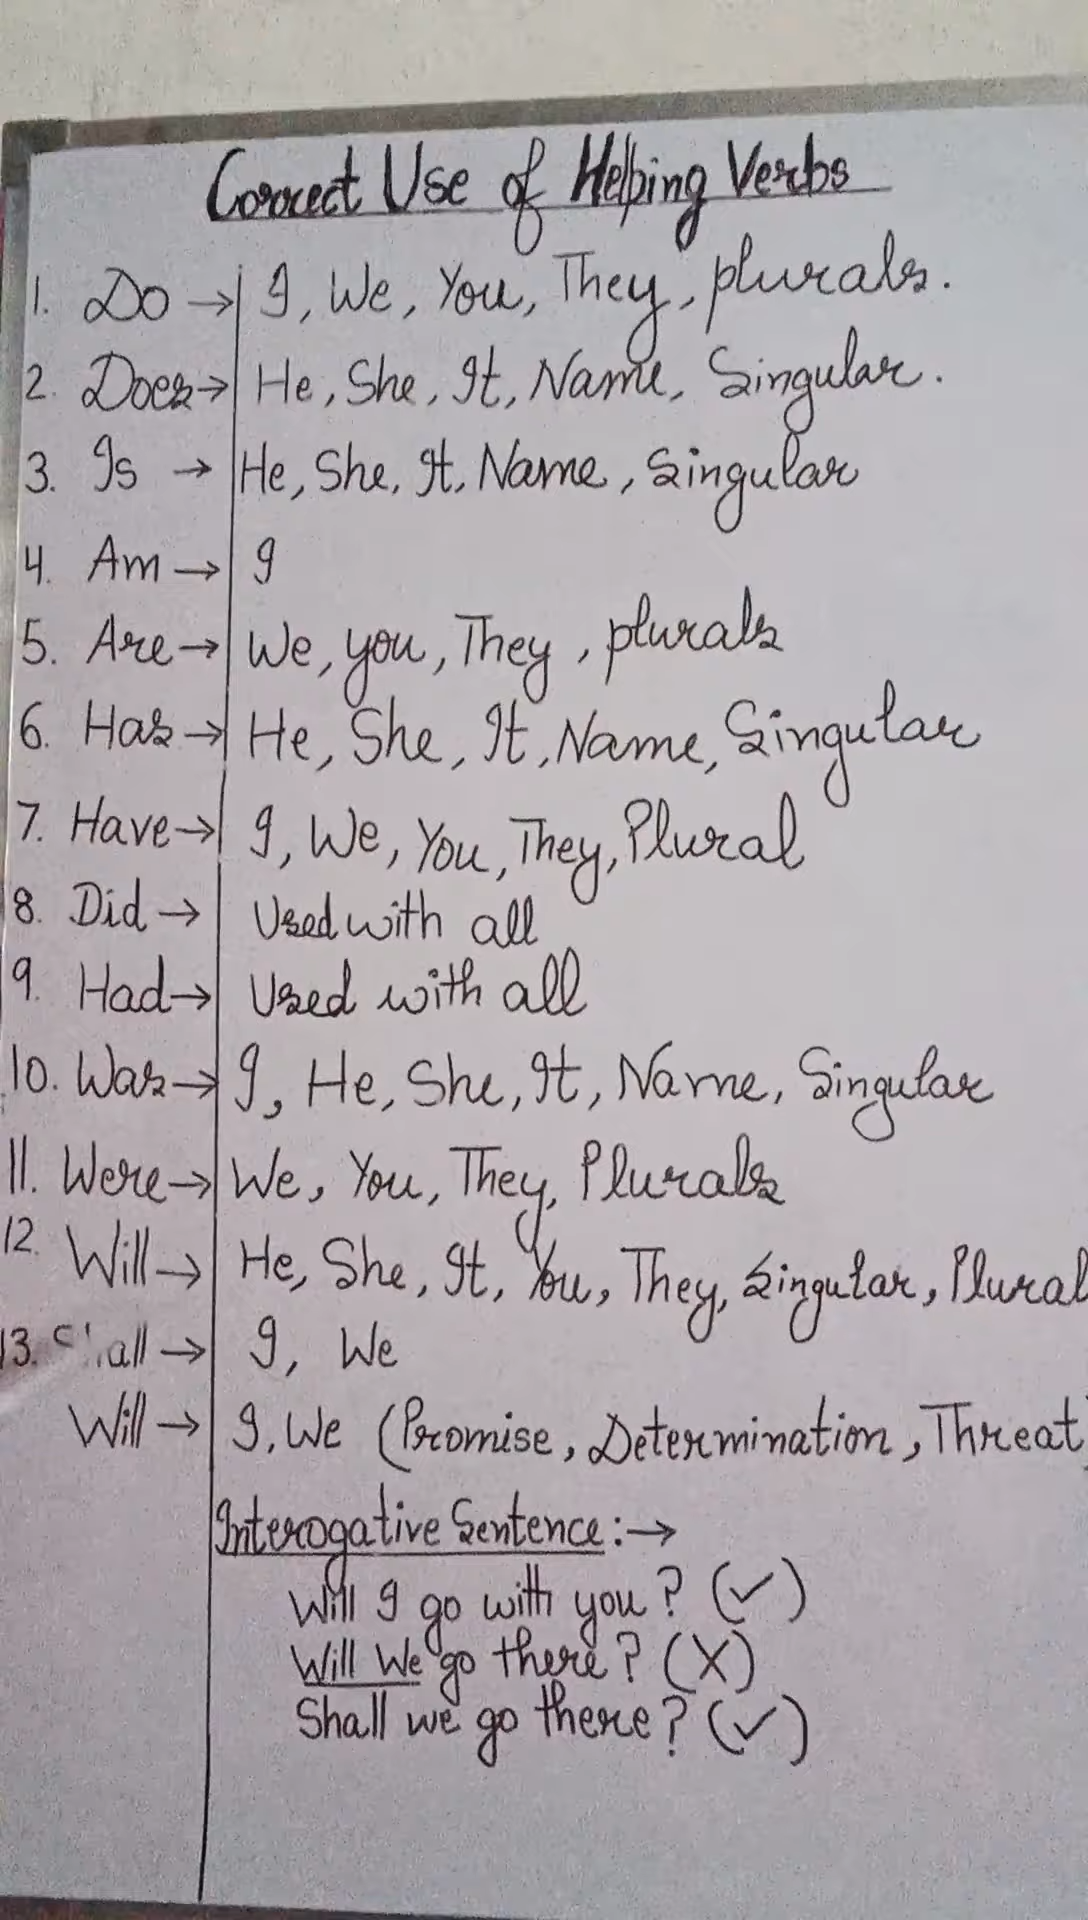 Correct Use of Helping Verbs
1. Do → I, We, You, They, plurals.
2. Does → He, She, It, Name, Singular.
3. Is → He, She, It, Name, Singular
4. Am → I
5. Are → We, you, They, plurals
6. Has → He, She, It, Name, Singular
7. Have → I, We, You, They, Plural
8. Did → Used with all
9. Had → Used with all
10. Was → I, He, She, It, Name, Singular
11. Were → We, You, They, Plurals
12. Will → He, She, It, You, They, Singular, Plural
13. Shall → I, We
Will → I, We (Promise, Determination, Threat)
Interogative Sentence :→
Will I go with you? (✓)
Will We go there? (X)
Shall we go there? (✓)